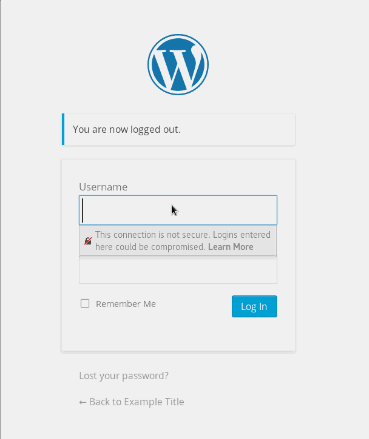 You are now logged out.
Username
This connection is not secure. Logins entered
here could be compromised. Learn More
Remember Me
Log In
Lost your password?
← Back to Example Title